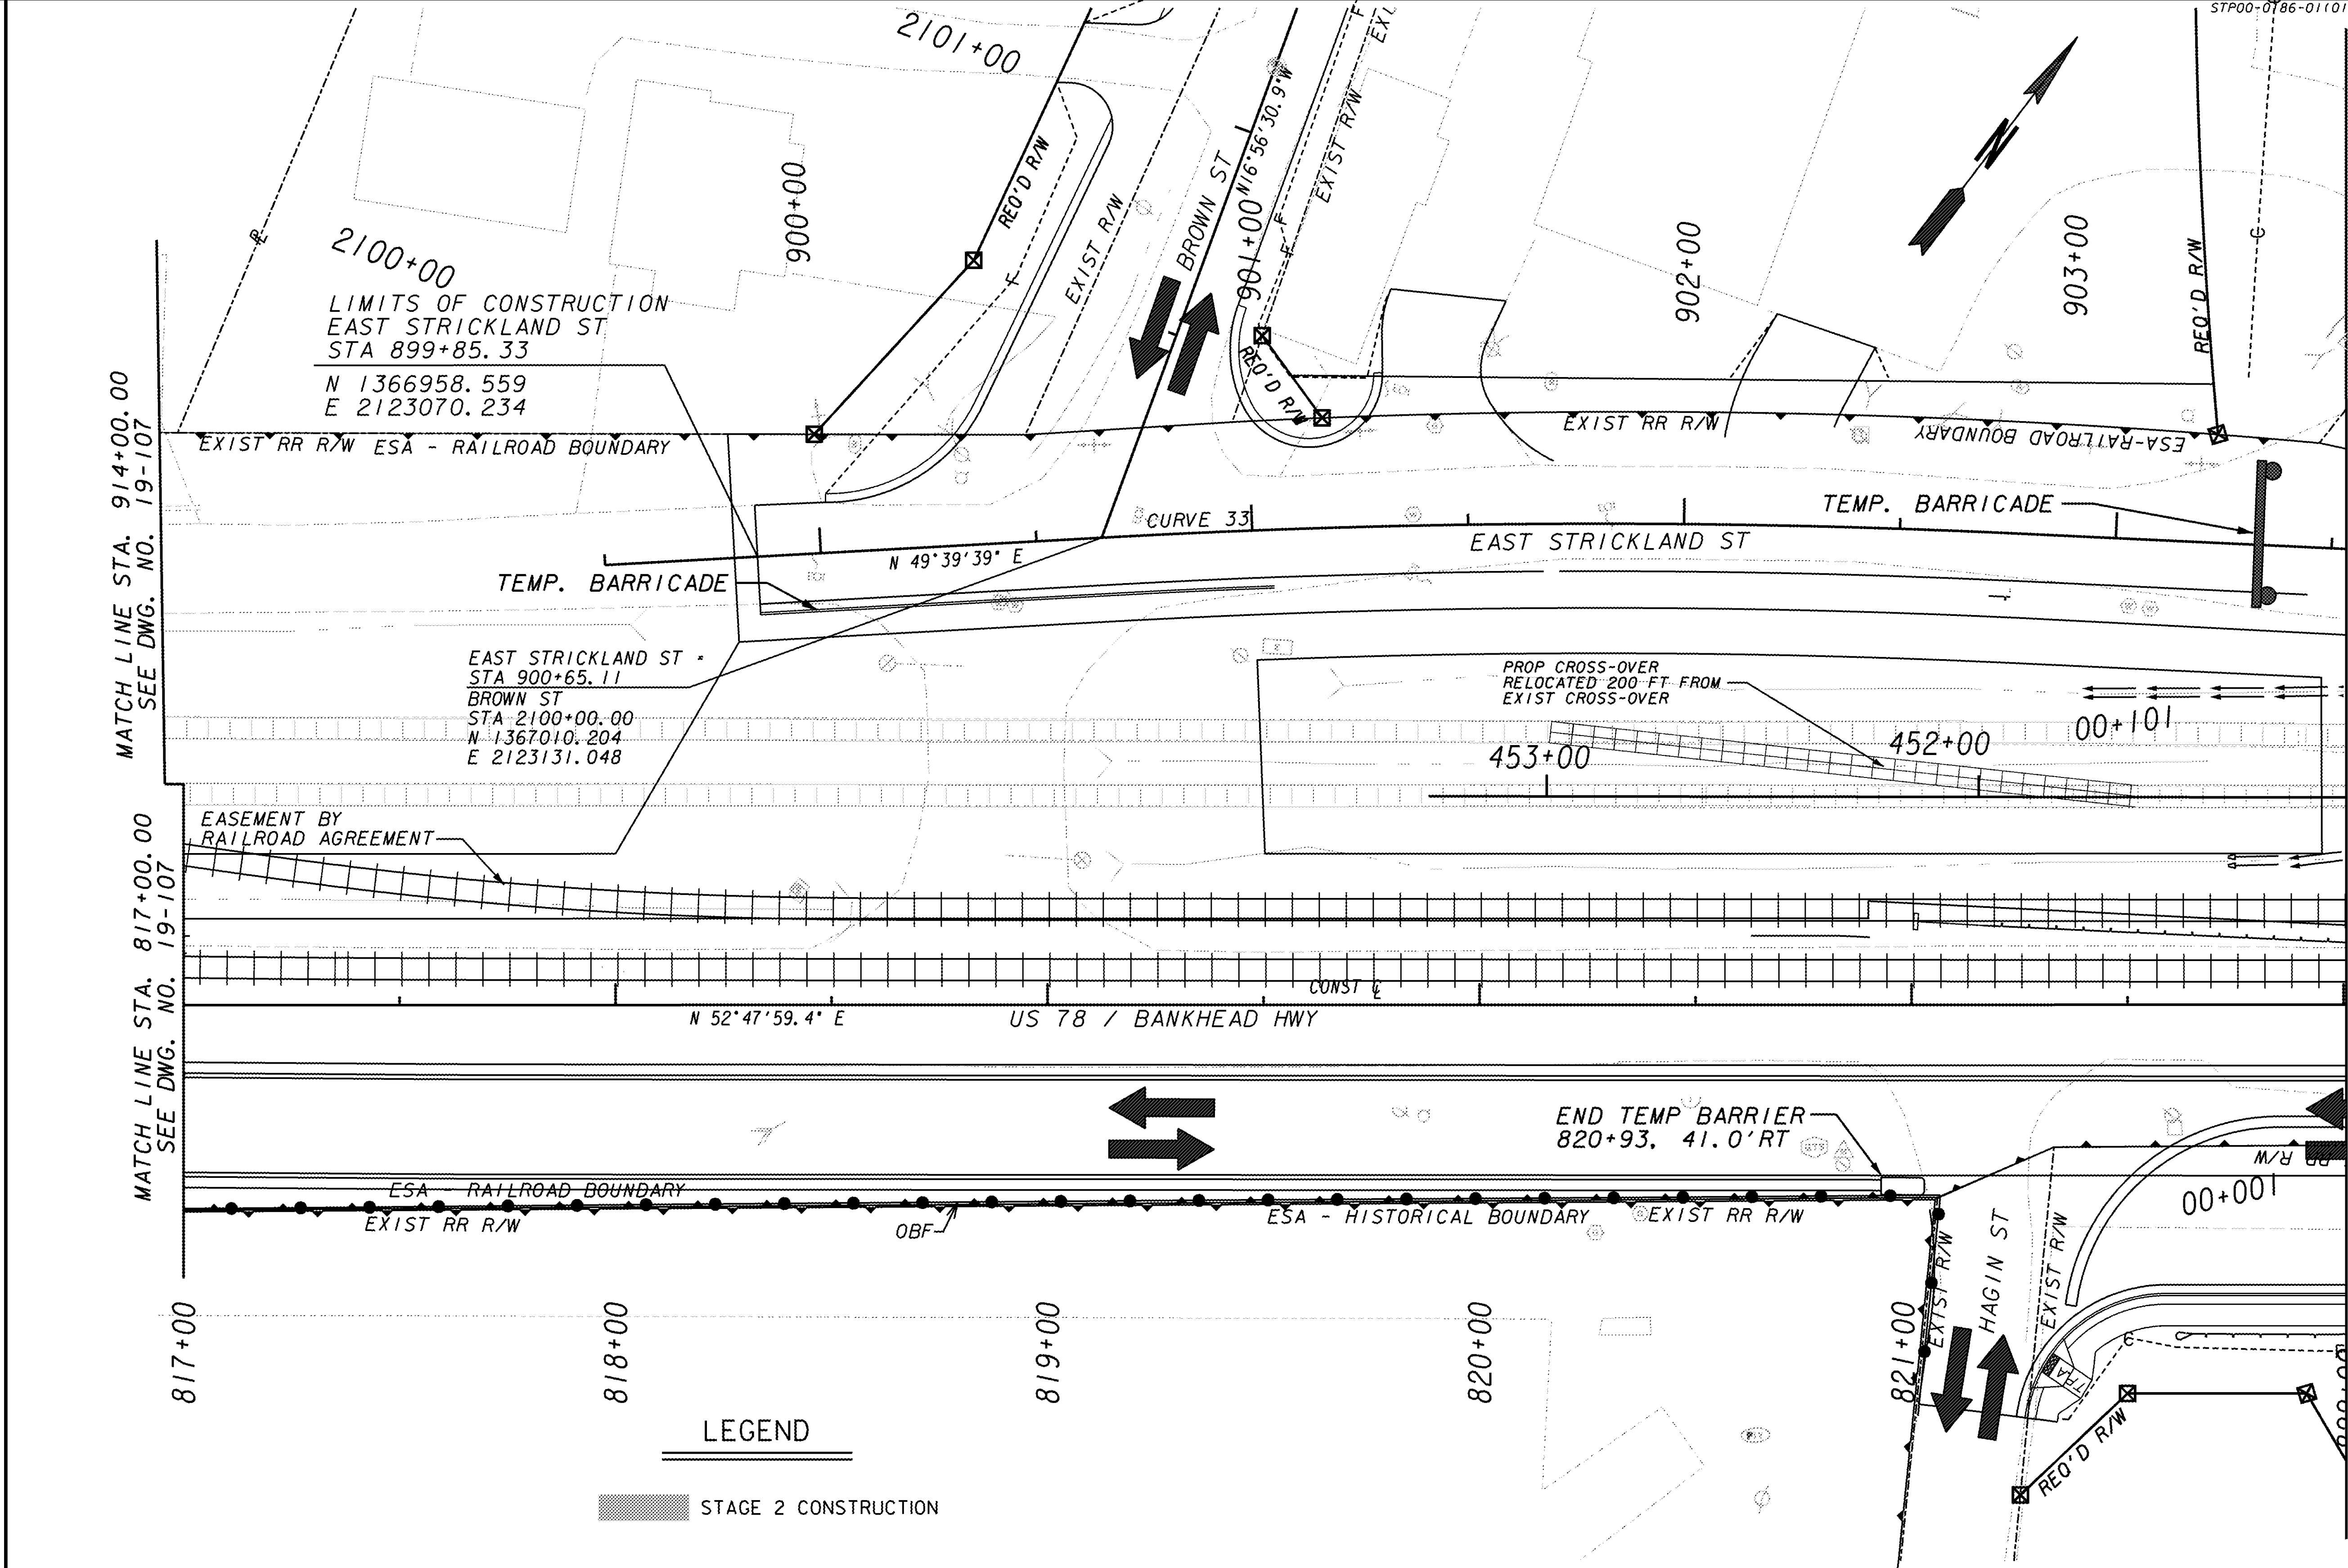 STP00-0186-01(101
2101+00
EXIST R/W
REQ'D R/W
EXIST R/W
BROWN ST
N16°56'30.9"W
EXIST R/W
900+00
901+00
902+00
903+00
N
REQ'D R/W
2100+00
LIMITS OF CONSTRUCTION
EAST STRICKLAND ST
STA 899+85.33
N 1366958.559
E 2123070.234
REQ'D R/W
MATCH LINE STA. 914+00.00
SEE DWG. NO. 19-107
EXIST RR R/W
ESA - RAILROAD BOUNDARY
EXIST RR R/W
ESA-RAILROAD BOUNDARY
CURVE 33
TEMP. BARRICADE
N 49°39'39" E
EAST STRICKLAND ST
TEMP. BARRICADE
EAST STRICKLAND ST =
STA 900+65.11
BROWN ST
STA 2100+00.00
N 1367010.204
E 2123131.048
PROP CROSS-OVER
RELOCATED 200 FT FROM
EXIST CROSS-OVER
453+00
452+00
101+00
EASEMENT BY
RAILROAD AGREEMENT
MATCH LINE STA. 817+00.00
SEE DWG. NO. 19-107
CONST ℄
N 52°47'59.4" E
US 78 / BANKHEAD HWY
END TEMP BARRIER
820+93, 41.0'RT
RR R/W
ESA - RAILROAD BOUNDARY
EXIST RR R/W
OBF
ESA - HISTORICAL BOUNDARY
EXIST RR R/W
100+00
EXIST R/W
HAGIN ST
EXIST R/W
817+00
818+00
819+00
820+00
821+00
REQ'D R/W
LEGEND
STAGE 2 CONSTRUCTION